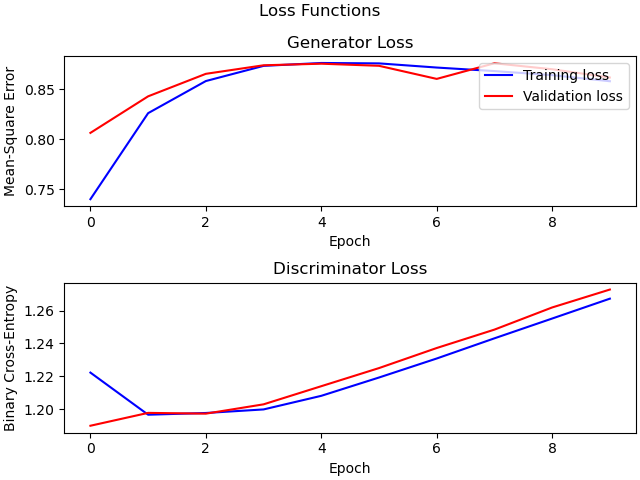 Loss Functions
Generator Loss
Mean-Square Error
0.85
0.80
0.75
Training loss
Validation loss
0 2 4 6 8
Epoch
Discriminator Loss
Binary Cross-Entropy
1.26
1.24
1.22
1.20
0 2 4 6 8
Epoch